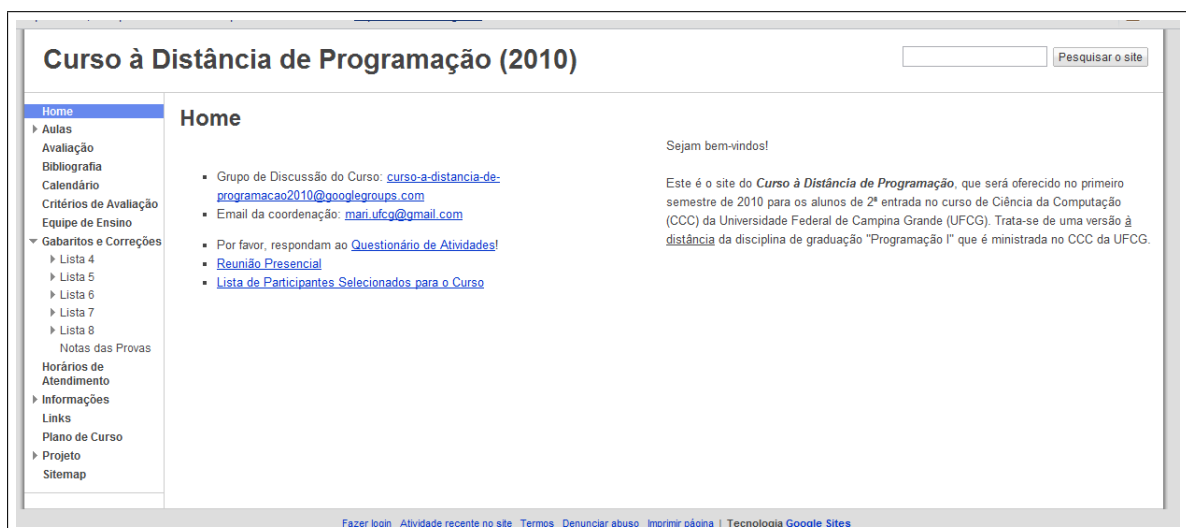 Curso à Distância de Programação (2010)
Pesquisar o site
Home
Aulas
Avaliação
Bibliografia
Calendário
Critérios de Avaliação
Equipe de Ensino
Gabaritos e Correções
Lista 4
Lista 5
Lista 6
Lista 7
Lista 8
Notas das Provas
Horários de
Atendimento
Informações
Links
Plano de Curso
Projeto
Sitemap
Home
Grupo de Discussão do Curso: curso-a-distancia-de-
programacao2010@googlegroups.com
Email da coordenação: mari.ufcg@gmail.com
Por favor, respondam ao Questionário de Atividades!
Reunião Presencial
Lista de Participantes Selecionados para o Curso
Sejam bem-vindos!
Este é o site do Curso à Distância de Programação, que será oferecido no primeiro
semestre de 2010 para os alunos de 2ª entrada no curso de Ciência da Computação
(CCC) da Universidade Federal de Campina Grande (UFCG). Trata-se de uma versão à
distância da disciplina de graduação "Programação I" que é ministrada no CCC da UFCG.
Fazer login Atividade recente no site Termos Denunciar abuso Imprimir página | Tecnologia Google Sites